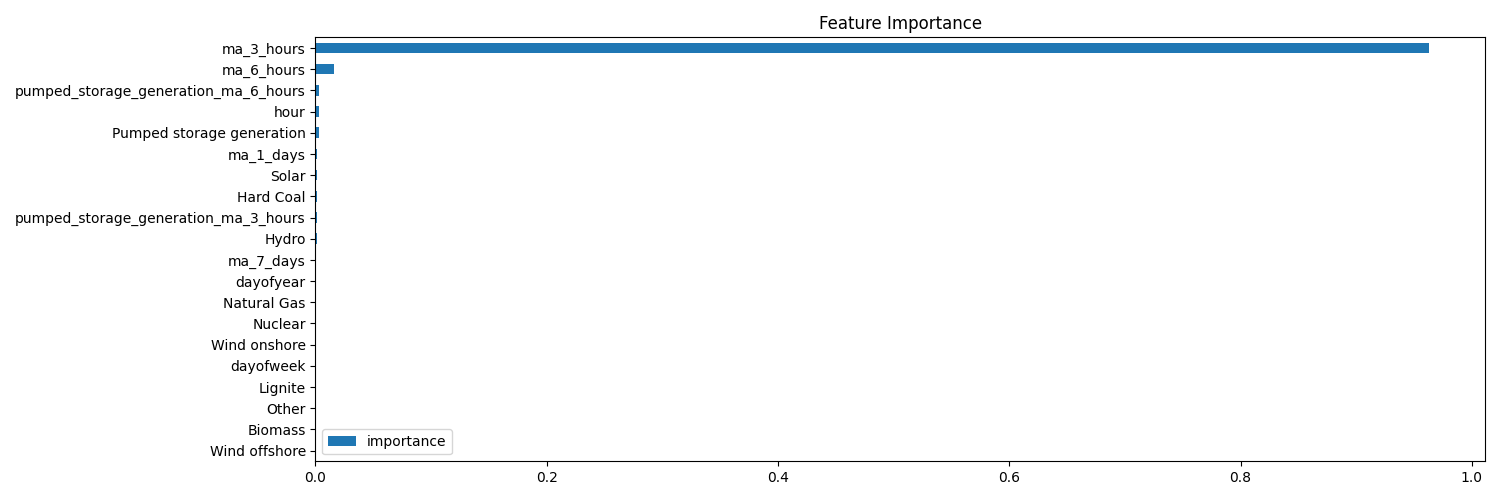 Feature Importance
ma_3_hours
ma_6_hours
pumped_storage_generation_ma_6_hours
hour
Pumped storage generation
ma_1_days
Solar
Hard Coal
pumped_storage_generation_ma_3_hours
Hydro
ma_7_days
dayofyear
Natural Gas
Nuclear
Wind onshore
dayofweek
Lignite
Other
Biomass
Wind offshore
importance
0.0 0.2 0.4 0.6 0.8 1.0